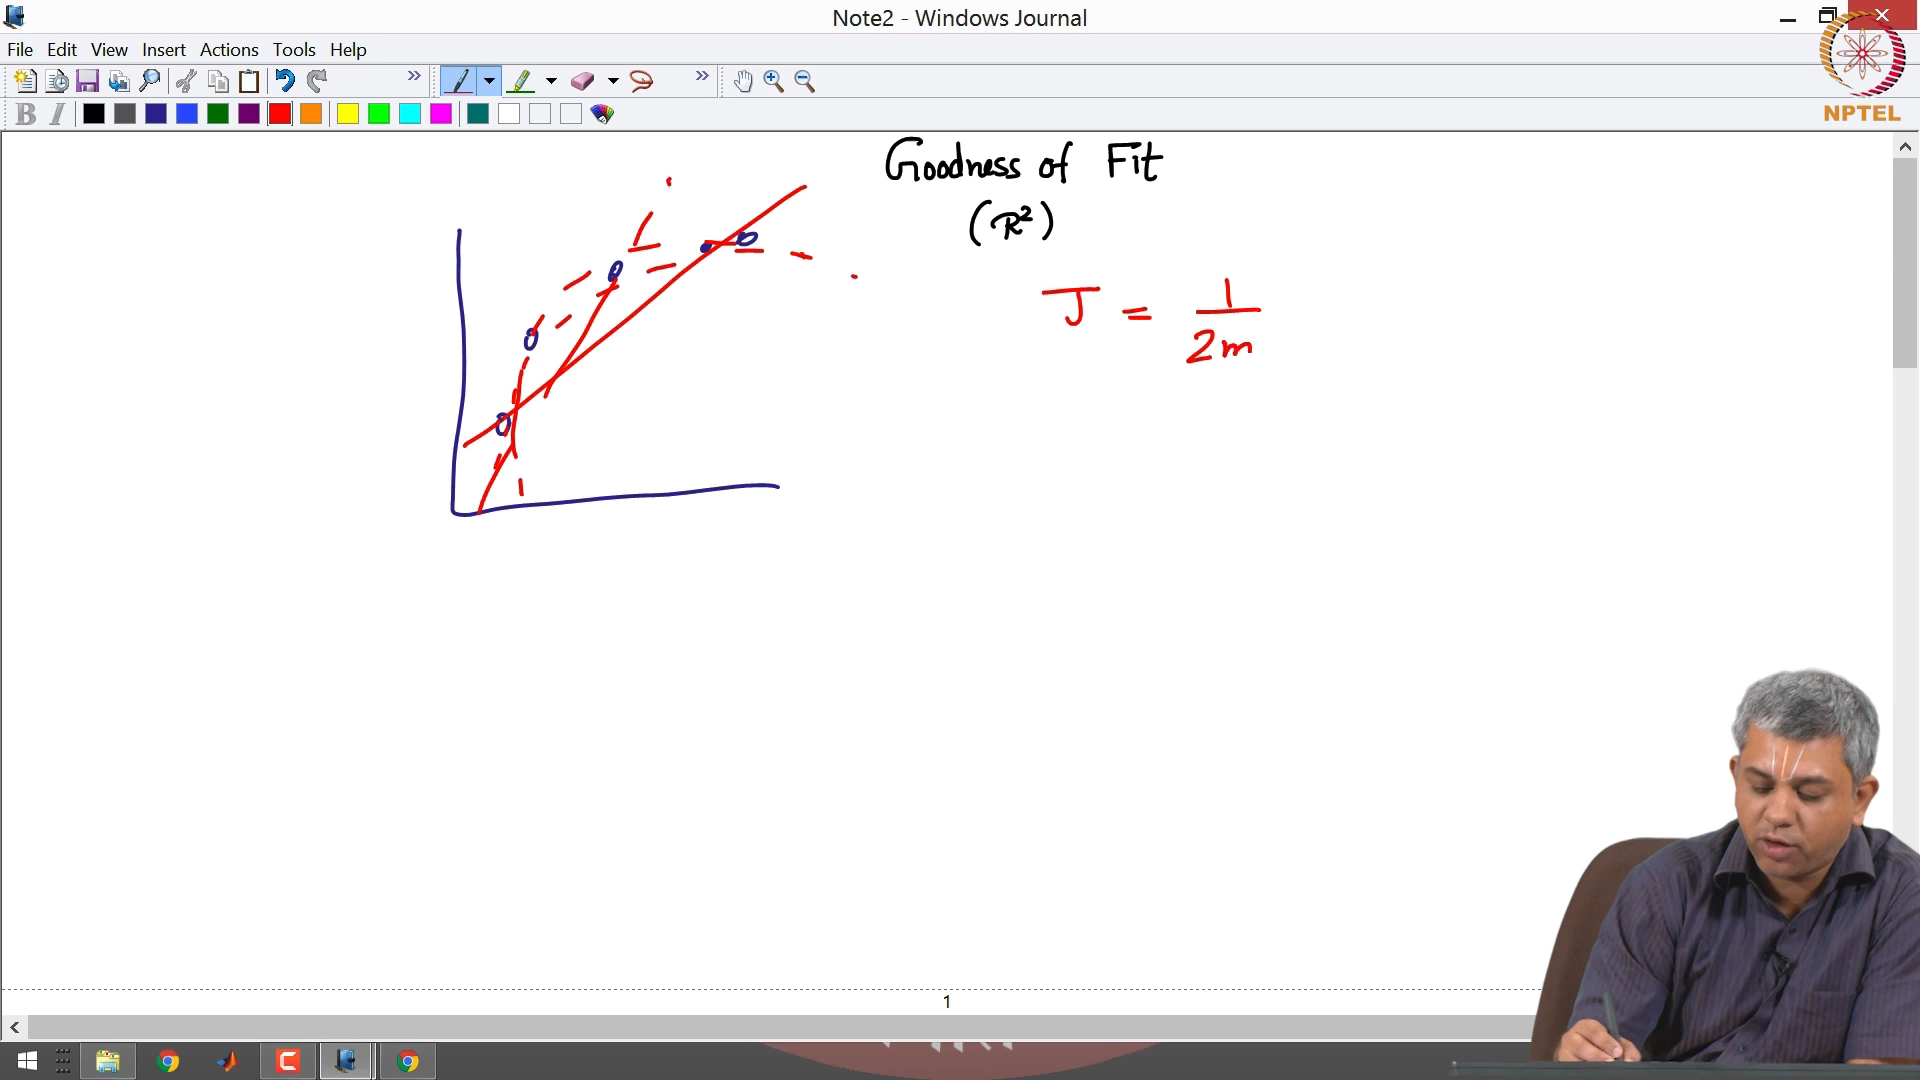 Note2 - Windows Journal
File Edit View Insert Actions Tools Help
B I
NPTEL
Goodness of Fit
(R²)
J = 1/2m
1